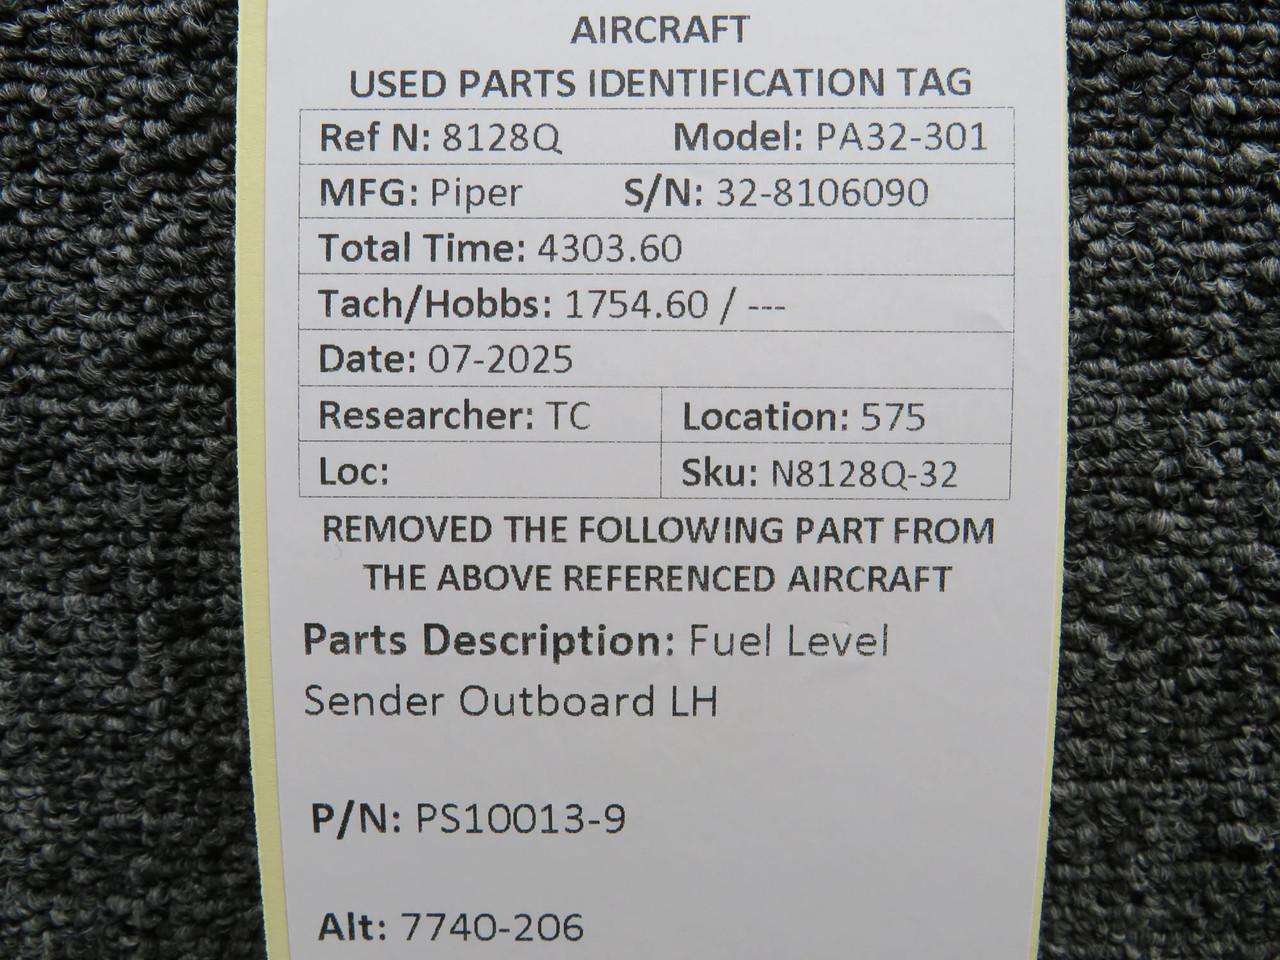 AIRCRAFT
USED PARTS IDENTIFICATION TAG
Ref N: 8128Q Model: PA32-301
MFG: Piper S/N: 32-8106090
Total Time: 4303.60
Tach/Hobbs: 1754.60 / ---
Date: 07-2025
Researcher: TC Location: 575
Loc: Sku: N8128Q-32
REMOVED THE FOLLOWING PART FROM
THE ABOVE REFERENCED AIRCRAFT
Parts Description: Fuel Level
Sender Outboard LH
P/N: PS10013-9
Alt: 7740-206